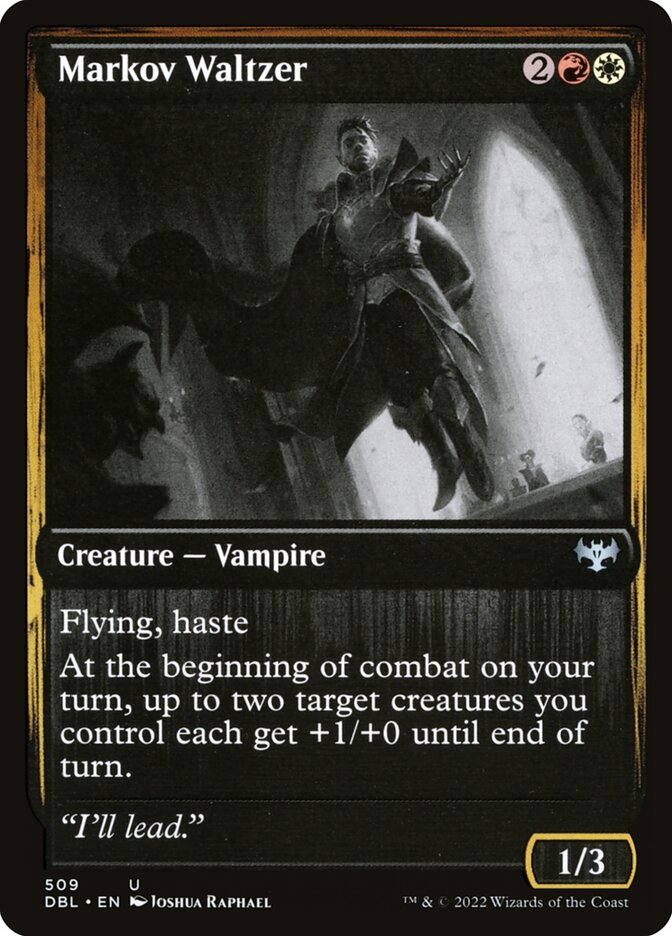 Markov Waltzer 2
Creature — Vampire
Flying, haste
At the beginning of combat on your
turn, up to two target creatures you
control each get +1/+0 until end of
turn.
“I’ll lead.”
1/3
509 U
DBL • EN Joshua Raphael ™ & © 2022 Wizards of the Coast